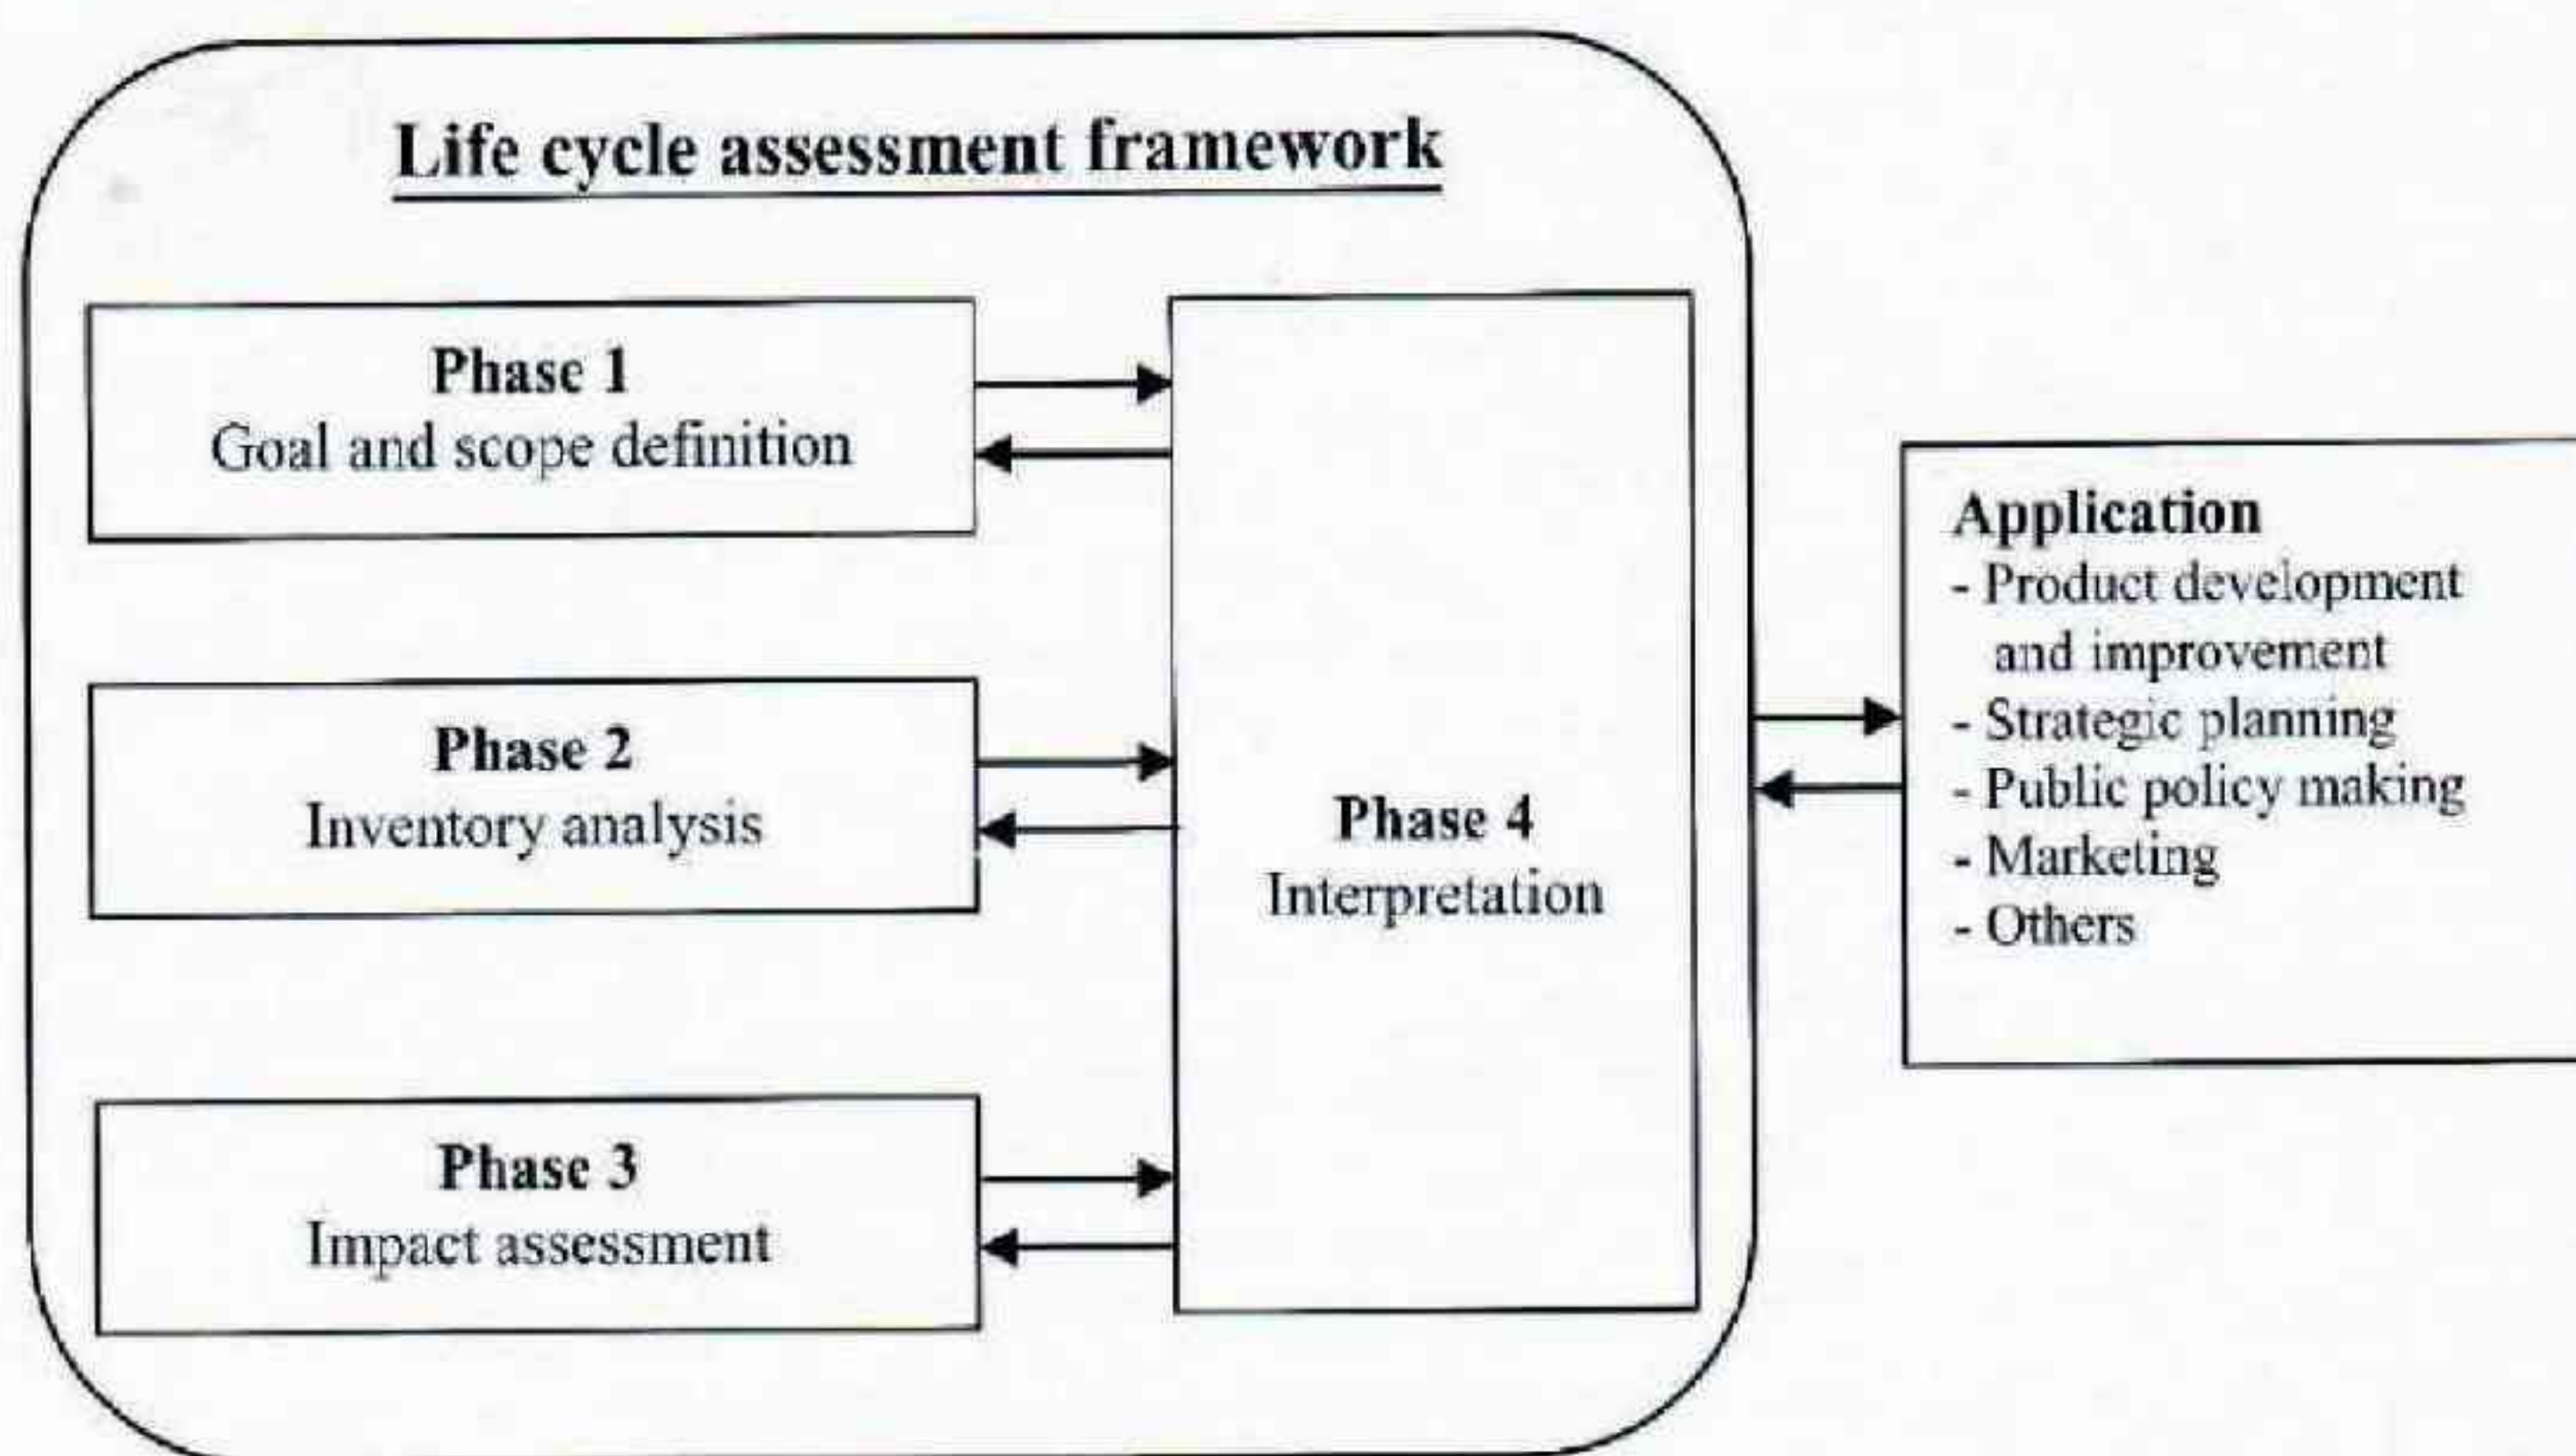 Life cycle assessment framework
Phase 1
Goal and scope definition
Phase 2
Inventory analysis
Phase 3
Impact assessment
Phase 4
Interpretation
Application
- Product development
and improvement
- Strategic planning
- Public policy making
- Marketing
- Others